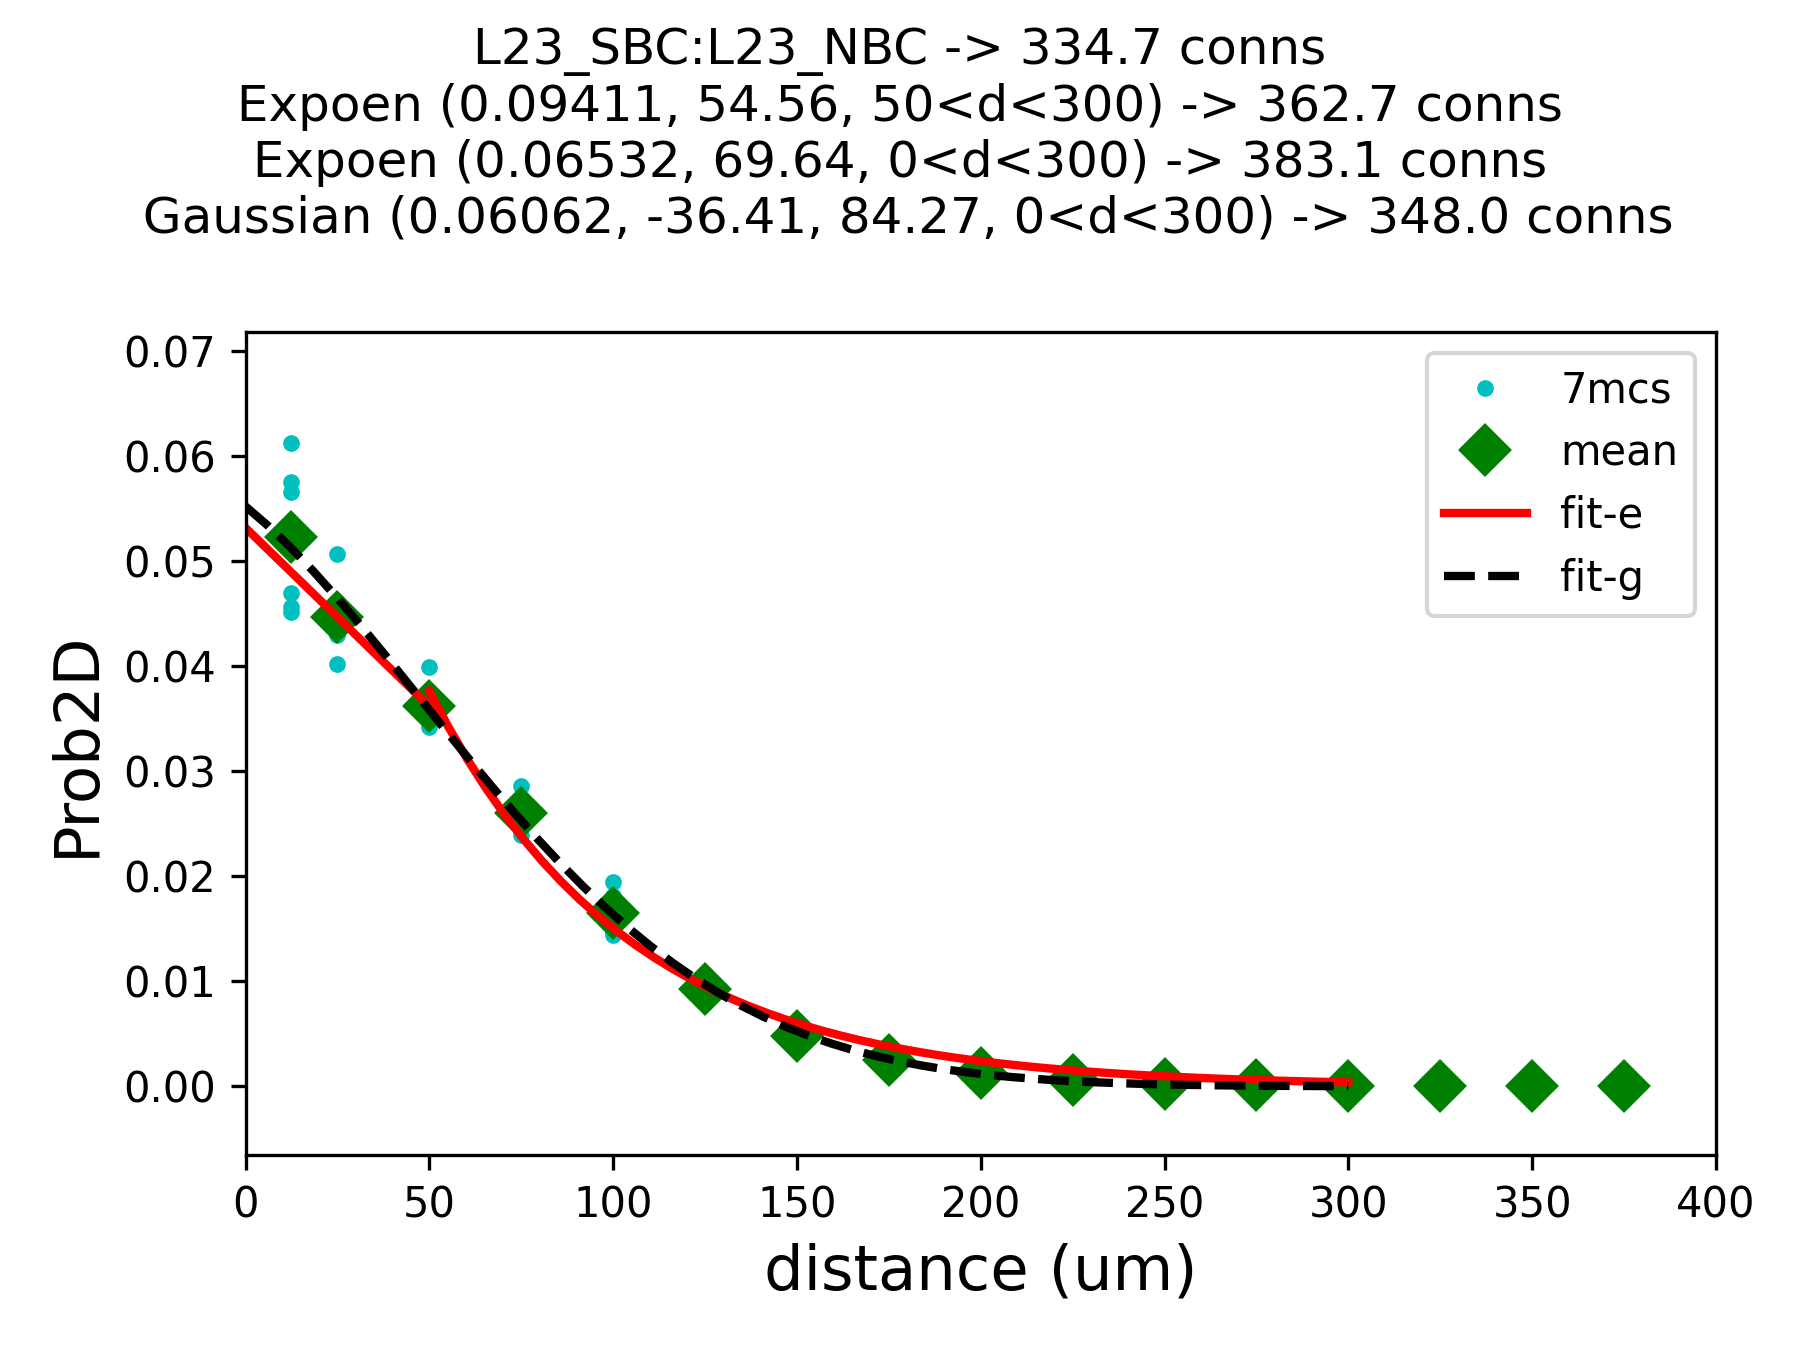 L23_SBC:L23_NBC -> 334.7 conns
Expoen (0.09411, 54.56, 50<d<300) -> 362.7 conns
Expoen (0.06532, 69.64, 0<d<300) -> 383.1 conns
Gaussian (0.06062, -36.41, 84.27, 0<d<300) -> 348.0 conns
0.07
0.06
0.05
0.04
0.03
0.02
0.01
0.00
Prob2D
7mcs
mean
fit-e
fit-g
0 50 100 150 200 250 300 350 400
distance (um)